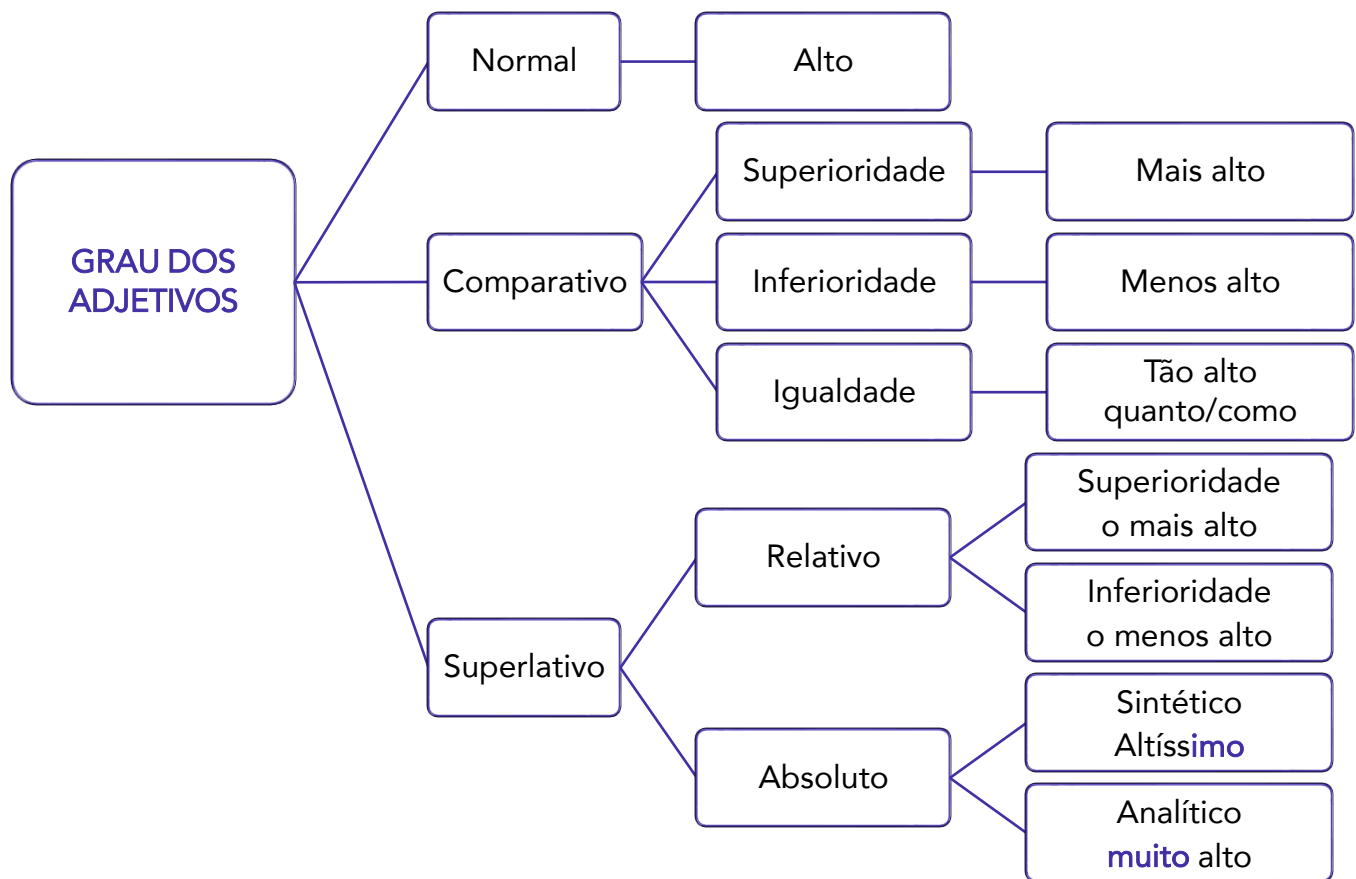 GRAU DOS
ADJETIVOS
Normal
Alto
Comparativo
Superioridade
Mais alto
Inferioridade
Menos alto
Igualdade
Tão alto
quanto/como
Superlativo
Relativo
Superioridade
o mais alto
Inferioridade
o menos alto
Absoluto
Sintético
Altíssimo
Analítico
muito alto